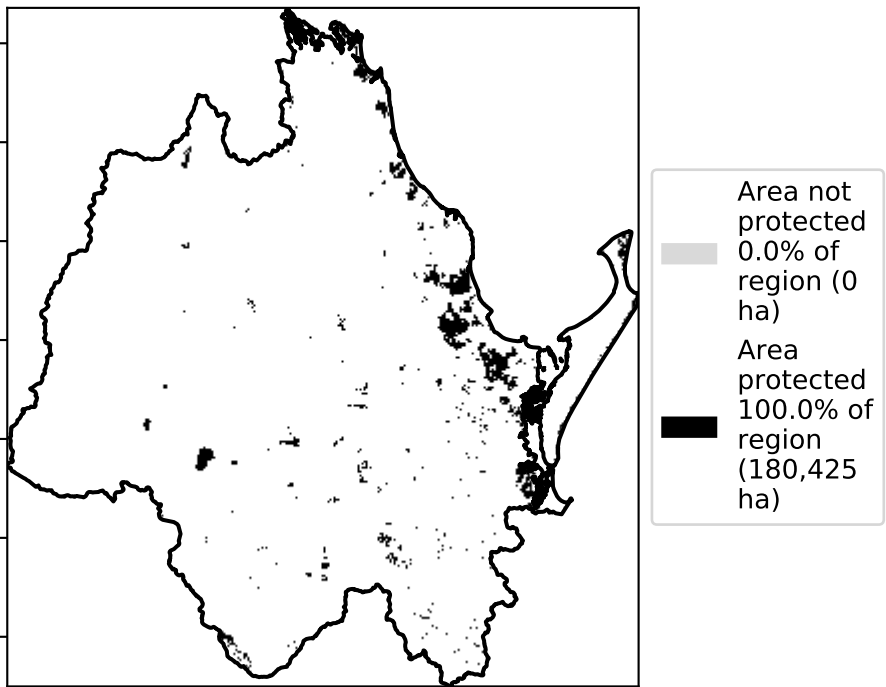 Area not
protected
0.0% of
region (0
ha)
Area
protected
100.0% of
region
(180,425
ha)